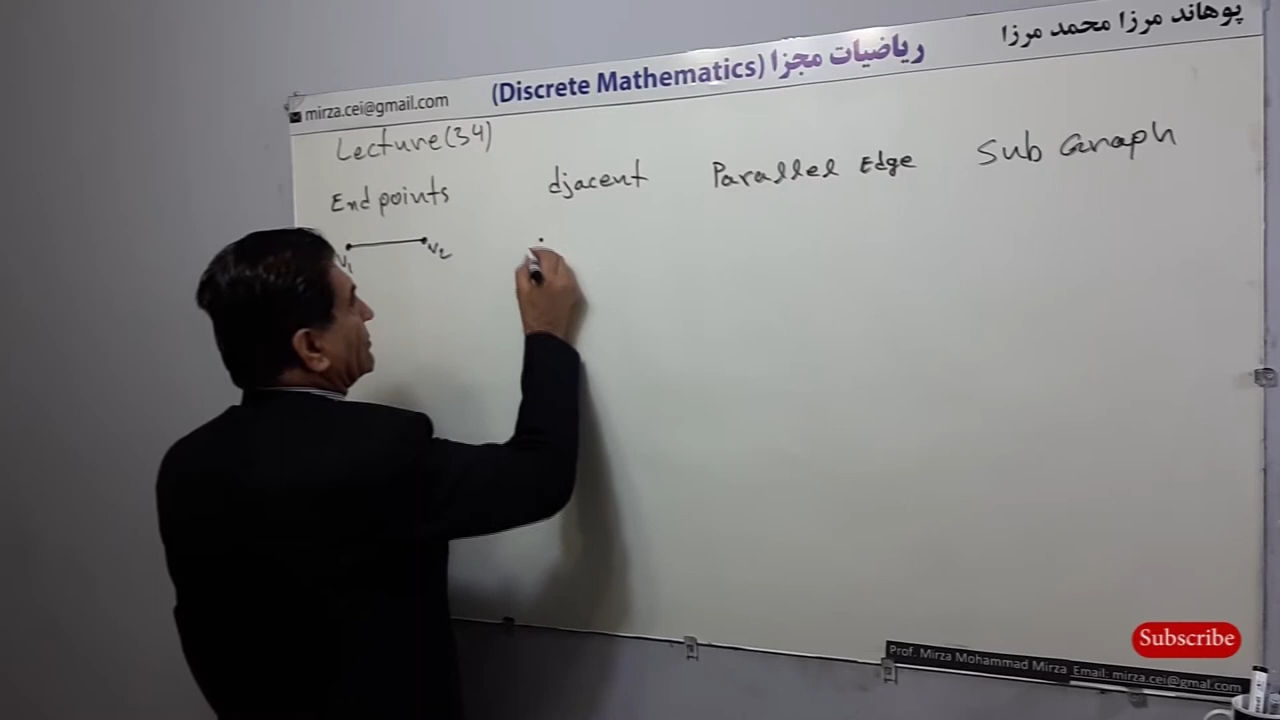 mirza.cei@gmail.com (Discrete Mathematics) ریاضیات مجزا پوهاند مرزا محمد مرزا
Lecture(34)
End points djacent Parallel Edge Sub Graph
V1 V2
Subscribe
Prof. Mirza Mohammad Mirza Email: mirza.cei@gmal.com